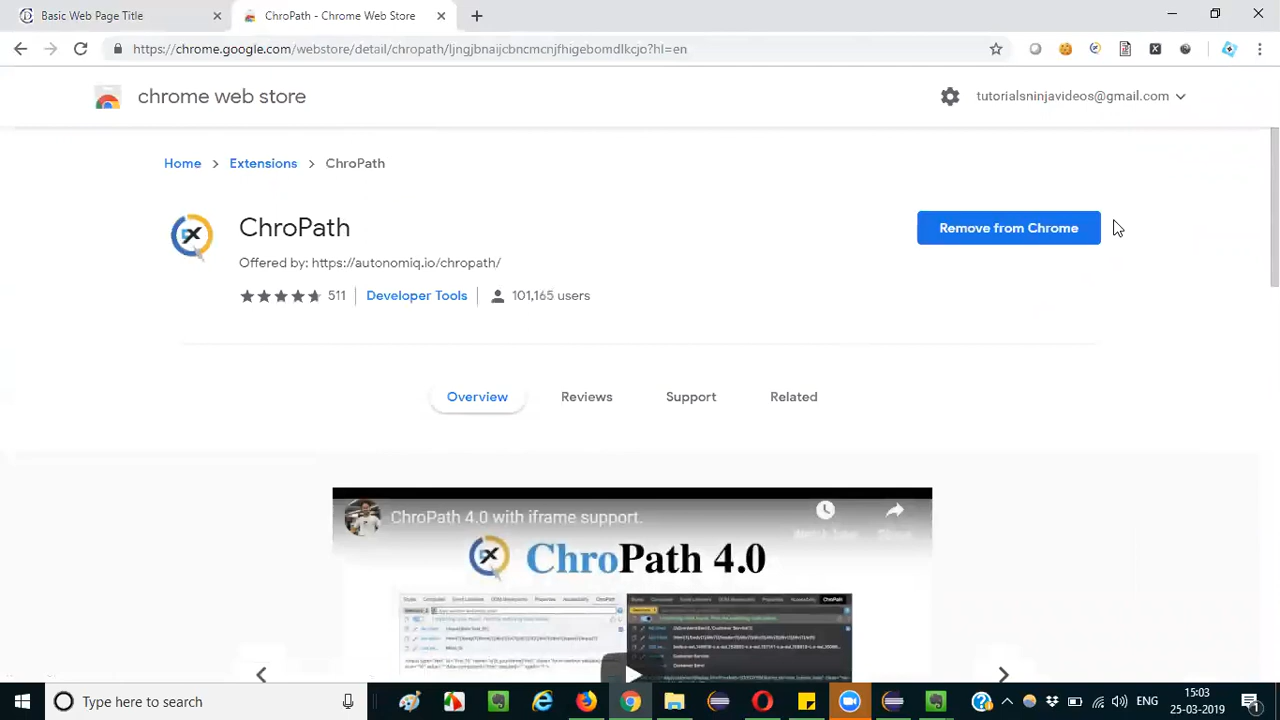 Basic Web Page Title
ChroPath - Chrome Web Store
https://chrome.google.com/webstore/detail/chropath/ljngjbnaijcbncmcnjfhigebomdlkcjo?hl=en
chrome web store
tutorialsninjavideos@gmail.com
Home > Extensions > ChroPath
ChroPath
Remove from Chrome
Offered by: https://autonomiq.io/chropath/
511
Developer Tools
101,165 users
Overview
Reviews
Support
Related
ChroPath 4.0 with iframe support.
ChroPath 4.0
Type here to search
ENG
15:08
25-03-2019